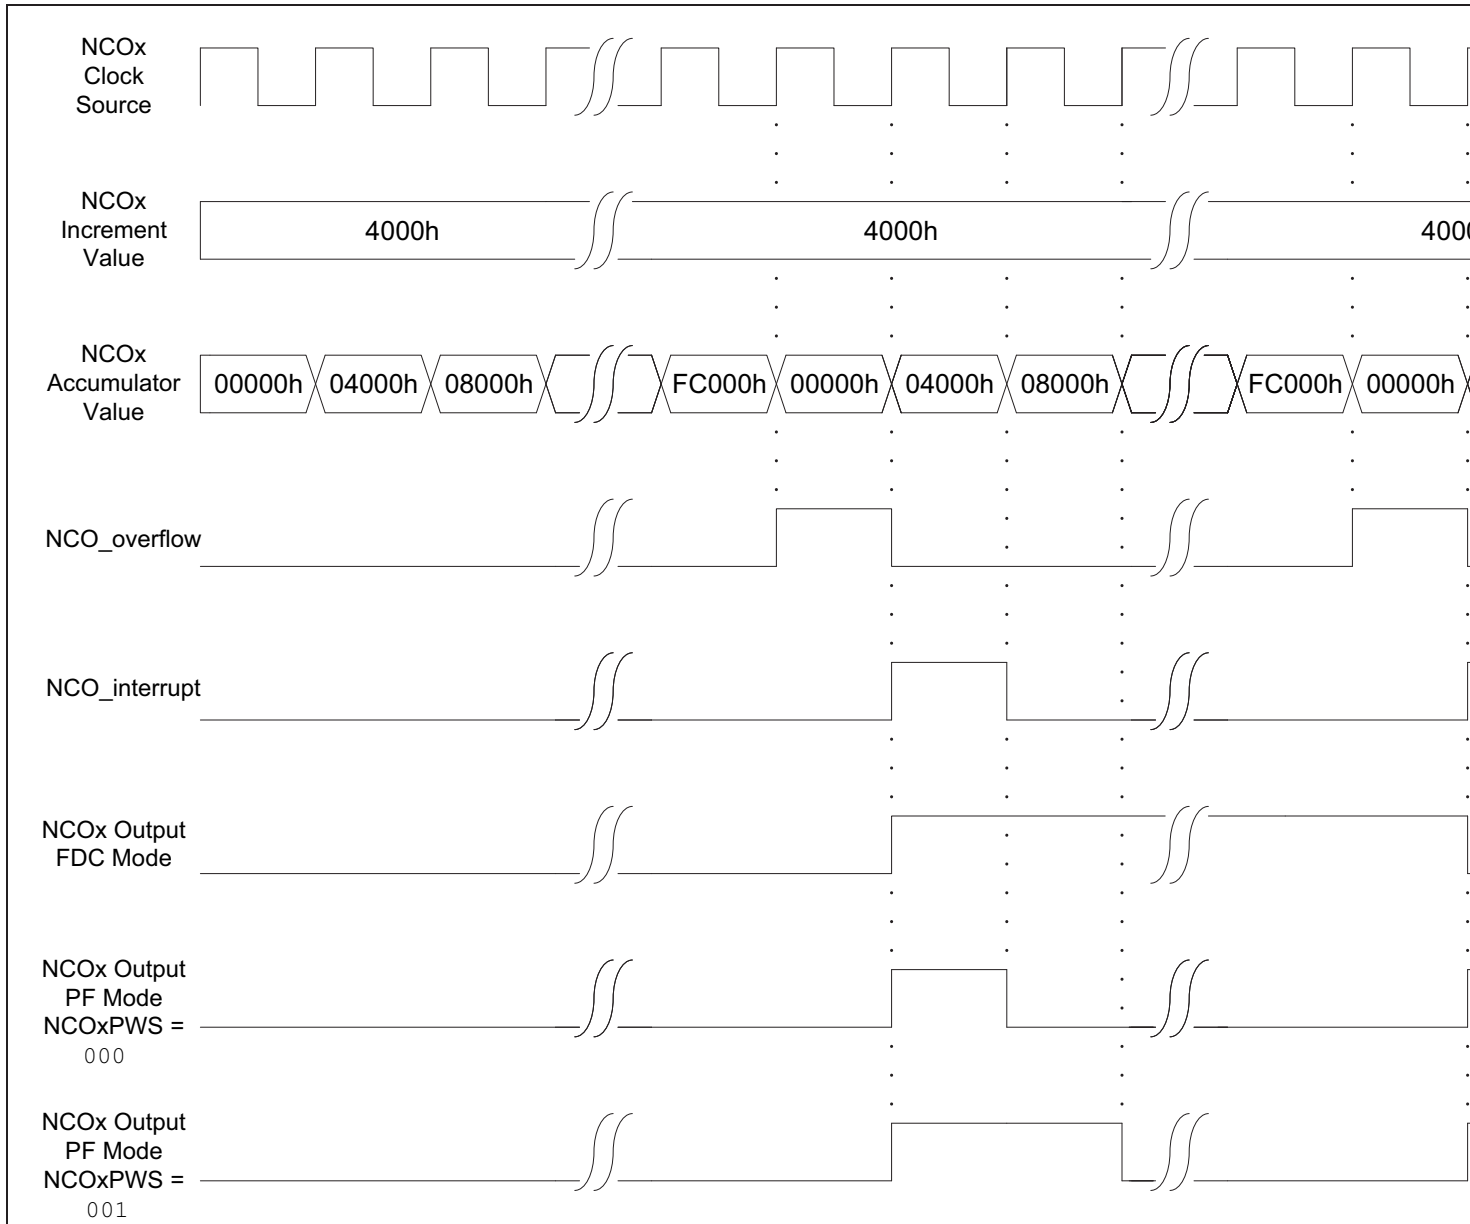 NCOx
Clock
Source
NCOx
Increment
Value
4000h
4000h
400
NCOx
Accumulator
Value
00000h
04000h
08000h
FC000h
00000h
04000h
08000h
FC000h
00000h
NCO_overflow
NCO_interrupt
NCOx Output
FDC Mode
NCOx Output
PF Mode
NCOxPWS =
000
NCOx Output
PF Mode
NCOxPWS =
001